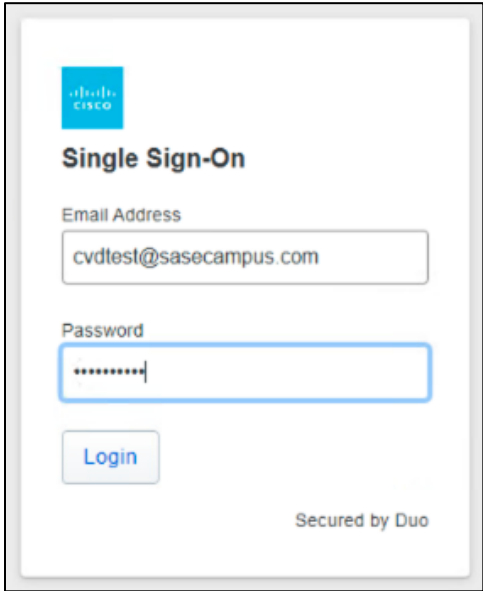 CISCO
Single Sign-On
Email Address
cvdtest@sasecampus.com
Password
••••••••••
Login
Secured by Duo